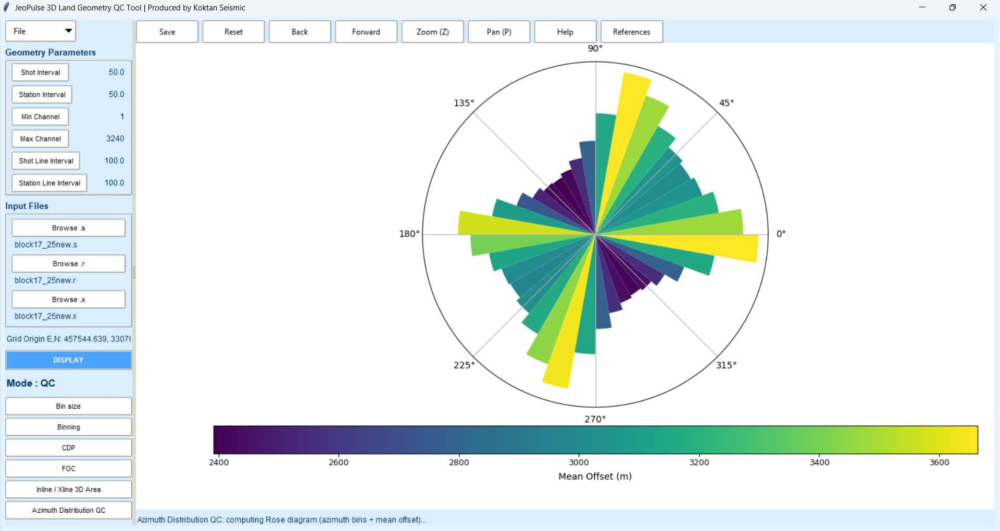 JeoPulse 3D Land Geometry QC Tool | Produced by Koktan Seismic
File
Save
Reset
Back
Forward
Zoom (Z)
Pan (P)
Help
References
Geometry Parameters
Shot Interval 50.0
Station Interval 50.0
Min Channel 1
Max Channel 3240
Shot Line Interval 100.0
Station Line Interval 100.0
Input Files
Browse .s
block17_25new.s
Browse .r
block17_25new.r
Browse .x
block17_25new.x
Grid Origin E,N: 457544.639, 3307
DISPLAY
Mode : QC
Bin size
Binning
CDP
FOC
Inline / Xline 3D Area
Azimuth Distribution QC
90°
135°
45°
180°
0°
225°
315°
270°
2400 2600 2800 3000 3200 3400 3600
Mean Offset (m)
Azimuth Distribution QC: computing Rose diagram (azimuth bins + mean offset)...